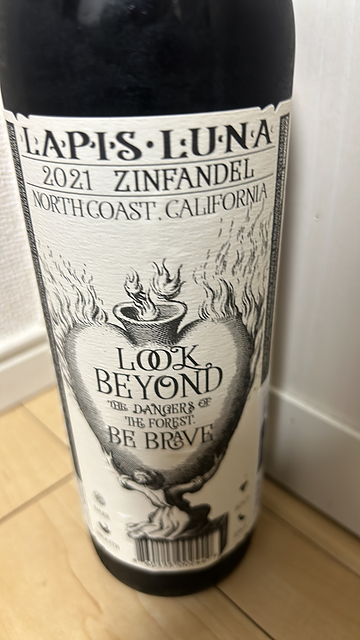 LAPIS·LUNA
2021 ZINFANDEL
NORTH COAST, CALIFORNIA
LOOK
BEYOND
THE DANGERS OF
THE FOREST.
BE BRAVE